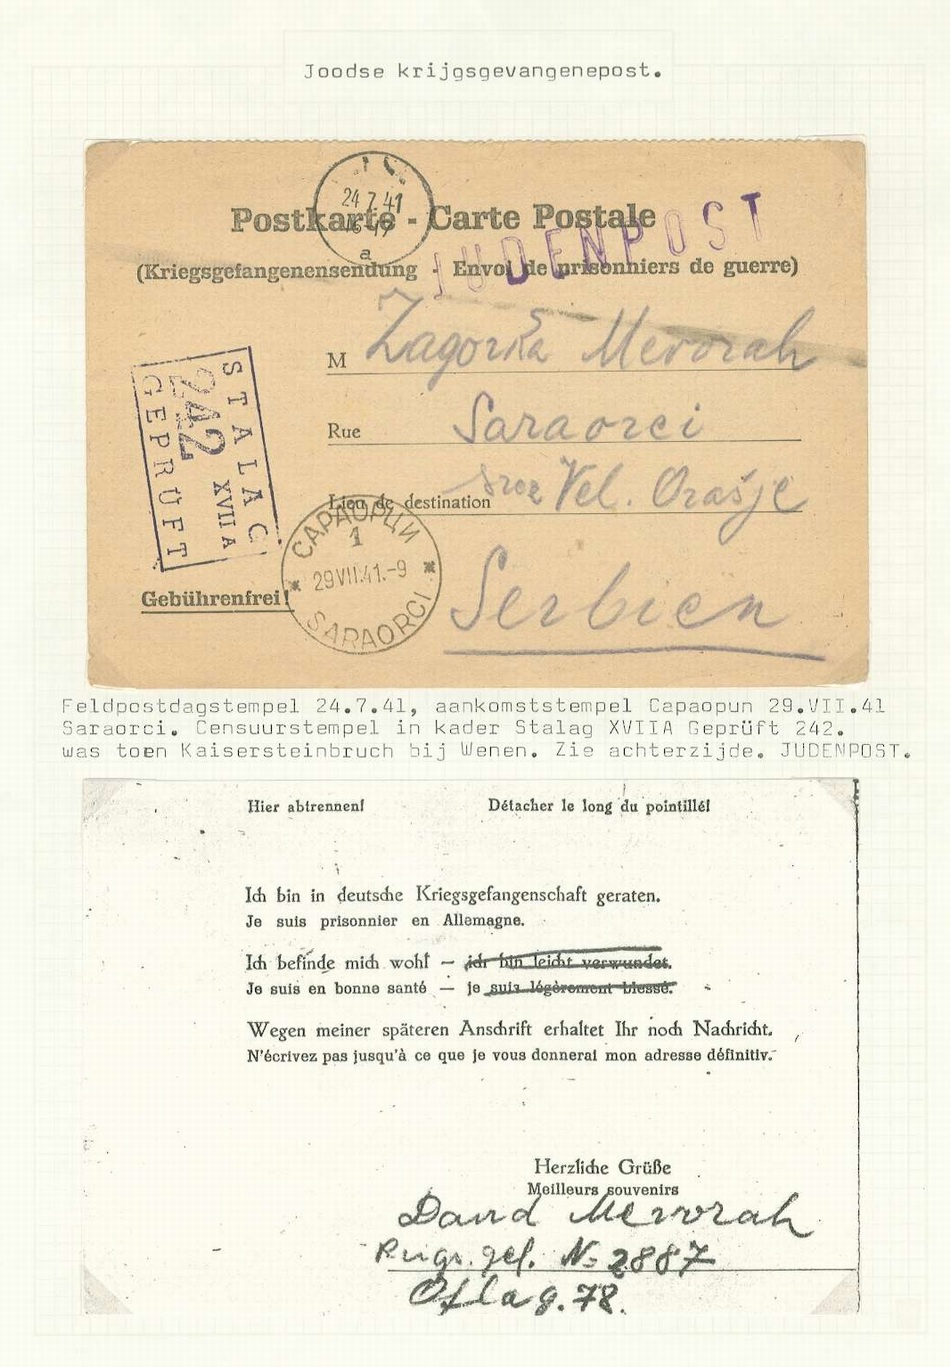 Joodse krijgsgevangenepost.
24 7.41
a
Postkarte - Carte Postale
JUDENPOST
(Kriegsgefangenensendung - Envoi de prisonniers de guerre)
M Zagorka Mevorah
STALAG
XVII A
242
GEPRÜFT
Rue Saraorci
Lieu de destination srez Vel. Orašje
САРАОРЦИ
1
29VII.41.-9
SARAORCI
Gebührenfrei!
Serbien
Feldpostdagstempel 24.7.41, aankomststempel Capaopun 29.VII.41
Saraorci. Censuurstempel in kader Stalag XVIIA Geprüft 242.
was toen Kaisersteinbruch bij Wenen. Zie achterzijde. JUDENPOST.
Hier abtrennen! Détacher le long du pointillé!
Ich bin in deutsche Kriegsgefangenschaft geraten.
Je suis prisonnier en Allemagne.
Ich befinde mich wohl — ich bin leicht verwundet.
Je suis en bonne santé — je suis légèrement blessé.
Wegen meiner späteren Anschrift erhaltet Ihr noch Nachricht.
N'écrivez pas jusqu'à ce que je vous donnerai mon adresse définitiv.
Herzliche Grüße
Meilleurs souvenirs
David Mevorah
gef. No 2887
Oflag. 78.